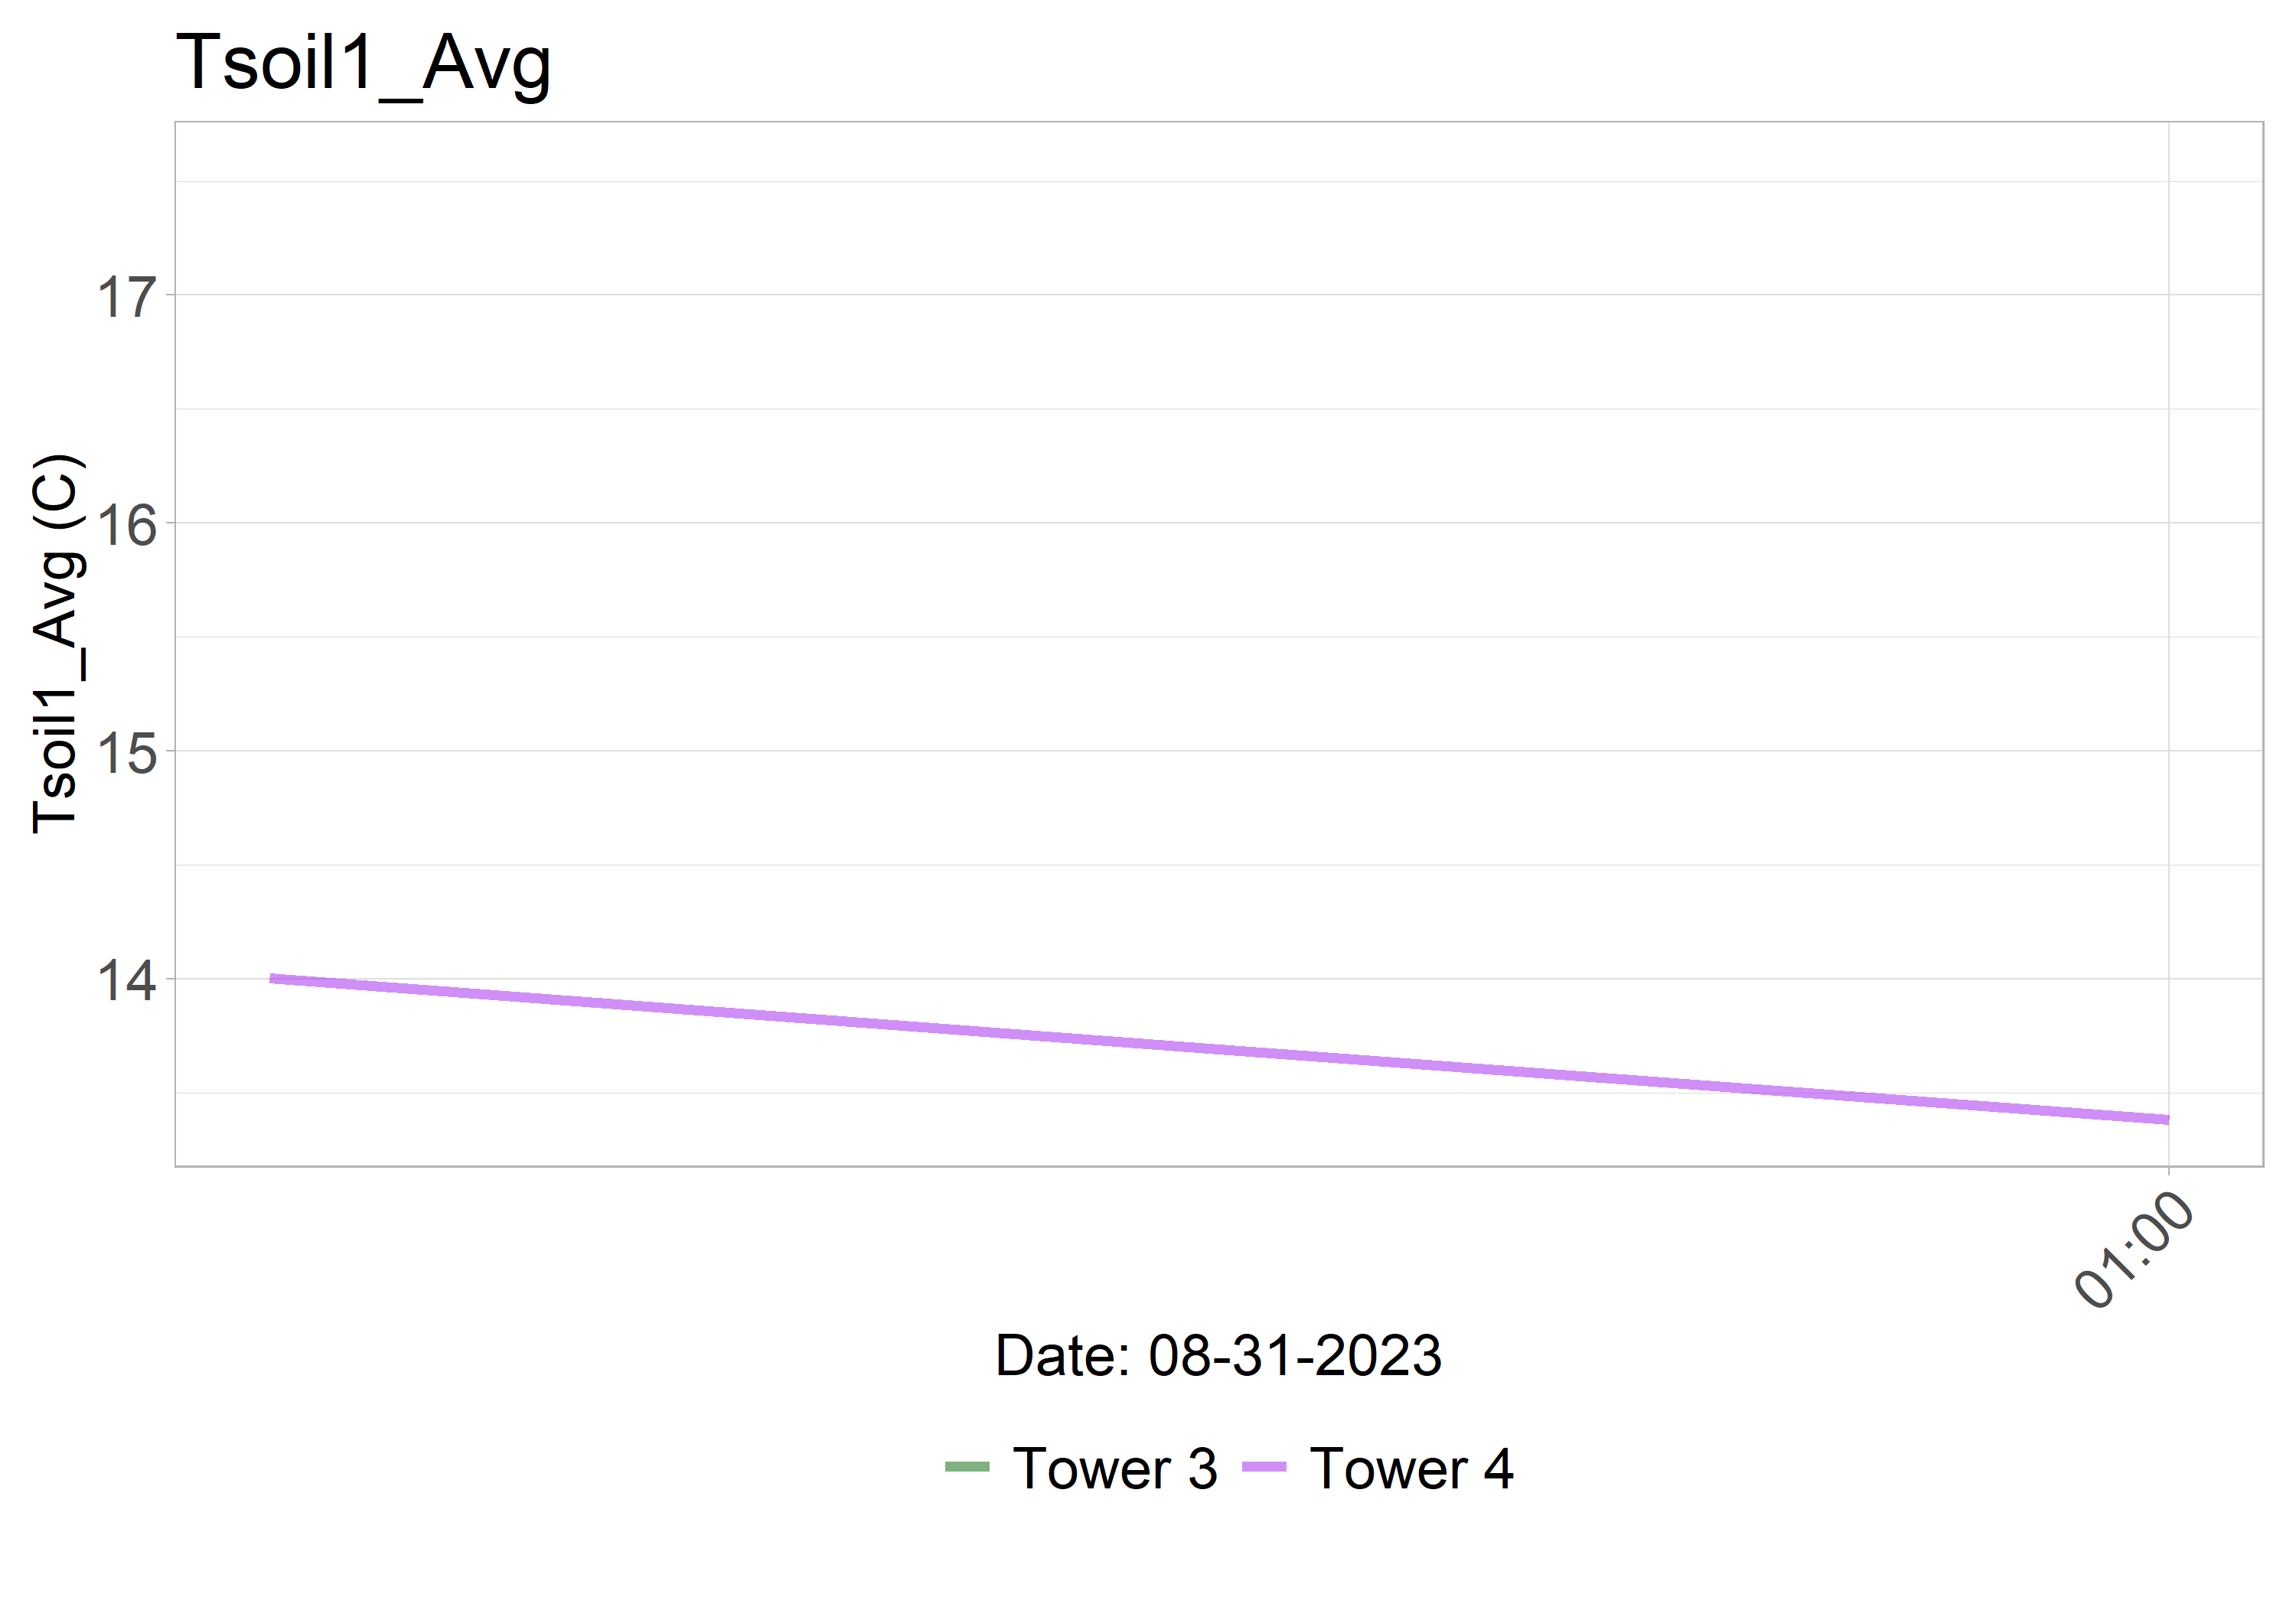 Tsoil1_Avg
Tsoil1_Avg (C)
17
16
15
14
01:00
Date: 08-31-2023
Tower 3 Tower 4